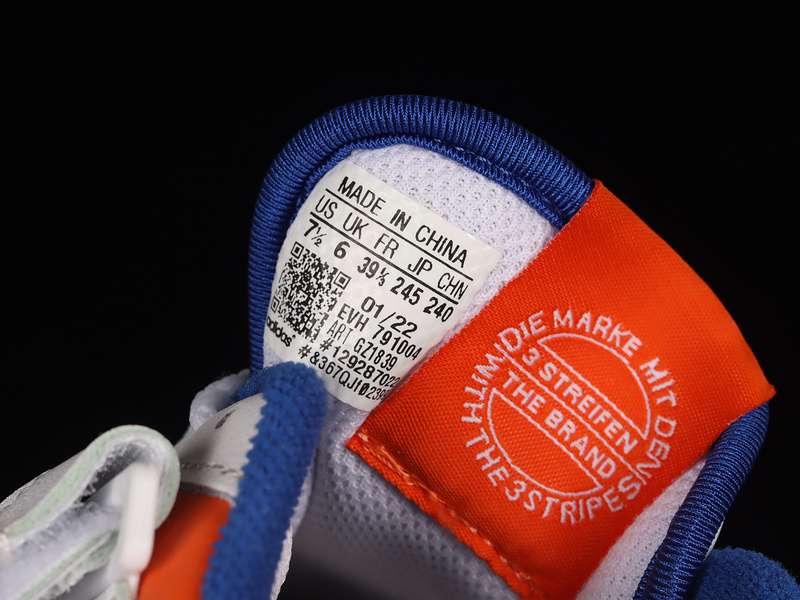 MADE IN CHINA
US UK FR JP CHN
7½ 6 39⅓ 245 240
01/22
EVH 791004
ART GZ1839
adidas
DIE MARKE MIT DEN
3 STREIFEN
THE BRAND
WITH THE 3 STRIPES